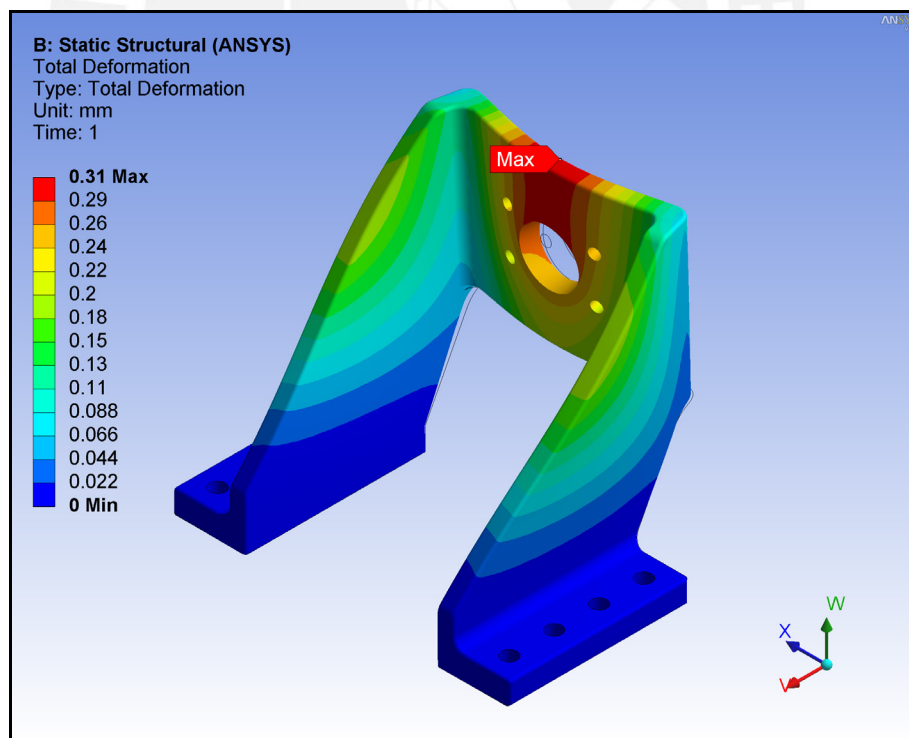 ANSYS
B: Static Structural (ANSYS)
Total Deformation
Type: Total Deformation
Unit: mm
Time: 1
Max
0.31 Max
0.29
0.26
0.24
0.22
0.2
0.18
0.15
0.13
0.11
0.088
0.066
0.044
0.022
0 Min
W
X
V